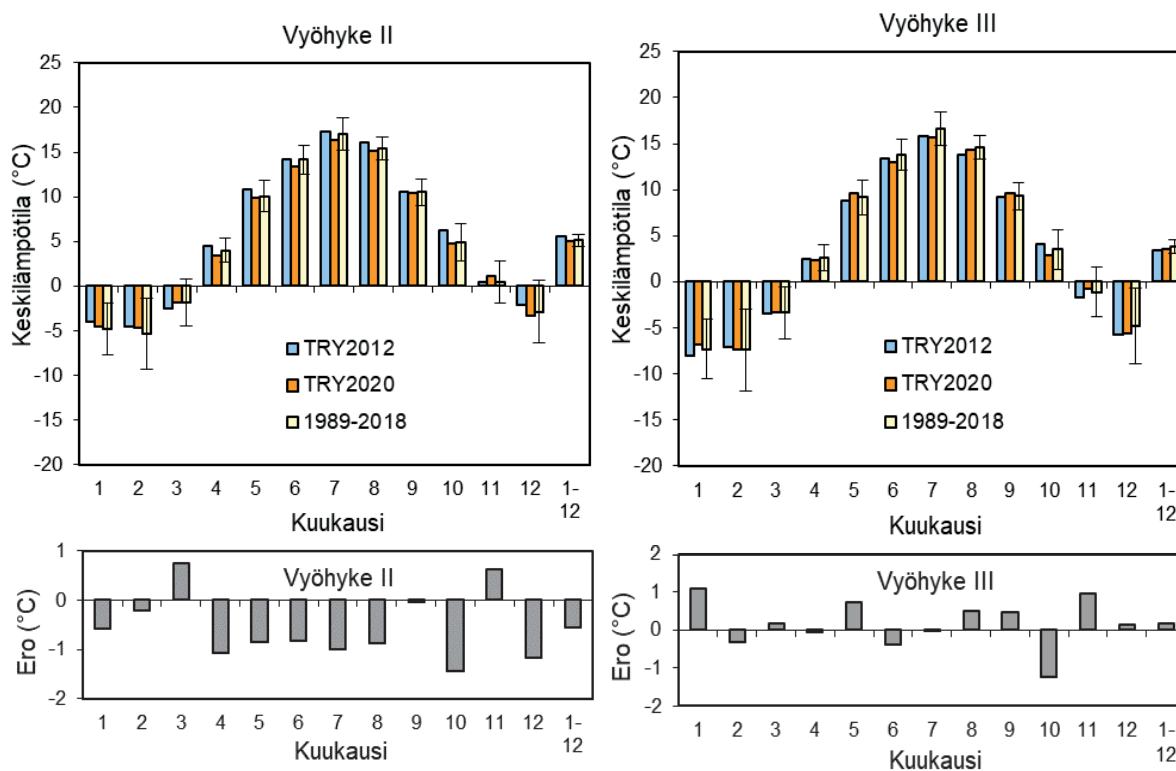 Vyöhyke II
Keskilämpötila (°C)
25
20
15
10
5
0
-5
-10
-15
-20
TRY2012
TRY2020
1989-2018
1 2 3 4 5 6 7 8 9 10 11 12 1-
12
Kuukausi
Vyöhyke III
Keskilämpötila (°C)
25
20
15
10
5
0
-5
-10
-15
-20
TRY2012
TRY2020
1989-2018
1 2 3 4 5 6 7 8 9 10 11 12 1-
12
Kuukausi
Vyöhyke II
Ero (°C)
1
0
-1
-2
1 2 3 4 5 6 7 8 9 10 11 12 1-
12
Kuukausi
Vyöhyke III
Ero (°C)
2
1
0
-1
-2
1 2 3 4 5 6 7 8 9 10 11 12 1-
12
Kuukausi